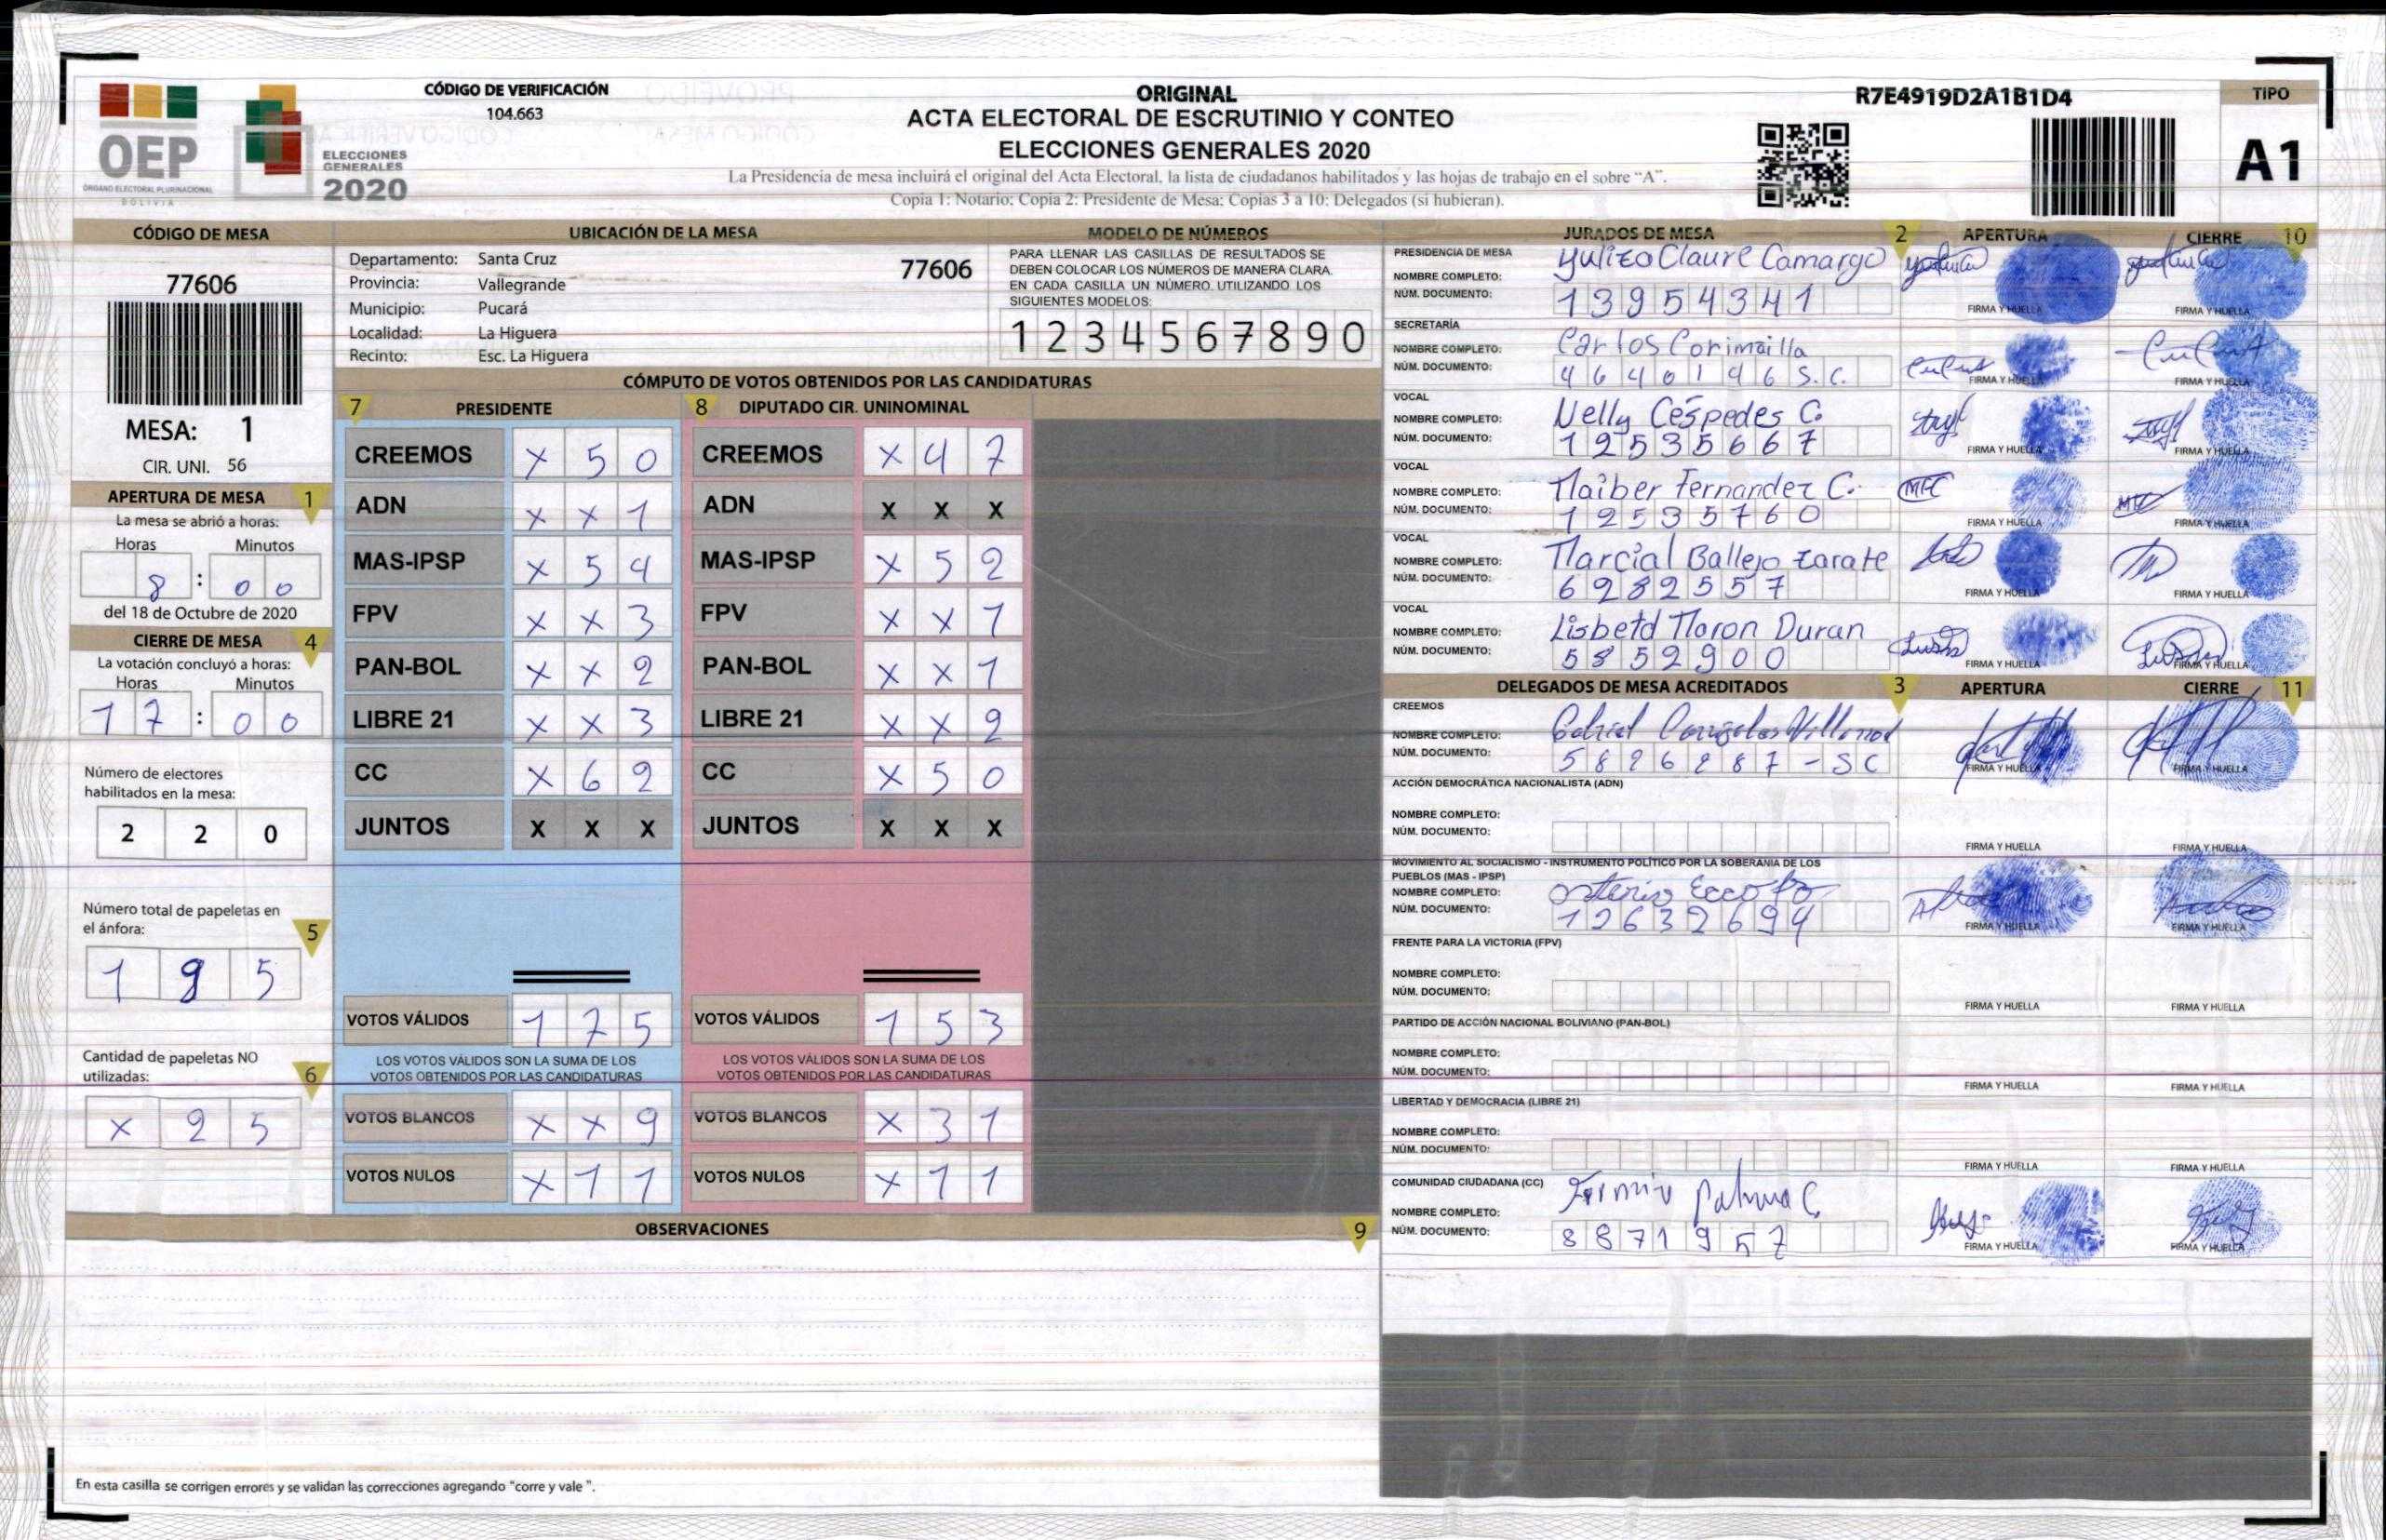 CÓDIGO DE VERIFICACIÓN
104.663
ORIGINAL
ACTA ELECTORAL DE ESCRUTINIO Y CONTEO
ELECCIONES GENERALES 2020
La Presidencia de mesa incluirá el original del Acta Electoral, la lista de ciudadanos habilitados y las hojas de trabajo en el sobre “A”.
Copia 1: Notario; Copia 2: Presidente de Mesa; Copias 3 a 10: Delegados (si hubieran).
R7E4919D2A1B1D4
TIPO
A1
OEP
ÓRGANO ELECTORAL PLURINACIONAL
BOLIVIA
ELECCIONES
GENERALES
2020
CÓDIGO DE MESA
77606
MESA: 1
CIR. UNI. 56
APERTURA DE MESA 1
La mesa se abrió a horas:
Horas Minutos
8 : 0 0
del 18 de Octubre de 2020
CIERRE DE MESA 4
La votación concluyó a horas:
Horas Minutos
1 7 : 0 0
Número de electores
habilitados en la mesa:
2 2 0
Número total de papeletas en
el ánfora: 5
1 9 5
Cantidad de papeletas NO
utilizadas: 6
X 2 5
UBICACIÓN DE LA MESA
Departamento: Santa Cruz 77606
Provincia: Vallegrande
Municipio: Pucará
Localidad: La Higuera
Recinto: Esc. La Higuera
MODELO DE NÚMEROS
PARA LLENAR LAS CASILLAS DE RESULTADOS SE
DEBEN COLOCAR LOS NÚMEROS DE MANERA CLARA.
EN CADA CASILLA UN NÚMERO, UTILIZANDO LOS
SIGUIENTES MODELOS:
1 2 3 4 5 6 7 8 9 0
CÓMPUTO DE VOTOS OBTENIDOS POR LAS CANDIDATURAS
7 PRESIDENTE 8 DIPUTADO CIR. UNINOMINAL
CREEMOS X 5 0 CREEMOS X 4 7
ADN X X 1 ADN X X X
MAS-IPSP X 5 4 MAS-IPSP X 5 2
FPV X X 3 FPV X X 1
PAN-BOL X X 2 PAN-BOL X X 1
LIBRE 21 X X 3 LIBRE 21 X X 2
CC X 6 2 CC X 5 0
JUNTOS X X X JUNTOS X X X
VOTOS VÁLIDOS 1 7 5 VOTOS VÁLIDOS 1 5 3
LOS VOTOS VÁLIDOS SON LA SUMA DE LOS LOS VOTOS VÁLIDOS SON LA SUMA DE LOS
VOTOS OBTENIDOS POR LAS CANDIDATURAS VOTOS OBTENIDOS POR LAS CANDIDATURAS
VOTOS BLANCOS X X 9 VOTOS BLANCOS X 3 1
VOTOS NULOS X 1 1 VOTOS NULOS X 1 1
OBSERVACIONES 9
En esta casilla se corrigen errores y se validan las correcciones agregando “corre y vale”.
JURADOS DE MESA 2 APERTURA CIERRE 10
PRESIDENCIA DE MESA
NOMBRE COMPLETO: Yuliza Claure Camargo
NÚM. DOCUMENTO: 13954341 FIRMA Y HUELLA FIRMA Y HUELLA
SECRETARÍA
NOMBRE COMPLETO: Carlos Corimailla
NÚM. DOCUMENTO: 4640146 S.C. FIRMA Y HUELLA FIRMA Y HUELLA
VOCAL
NOMBRE COMPLETO: Nelly Céspedes C.
NÚM. DOCUMENTO: 12535667 FIRMA Y HUELLA FIRMA Y HUELLA
VOCAL
NOMBRE COMPLETO: Maiber Fernandez C.
NÚM. DOCUMENTO: 12535760 FIRMA Y HUELLA FIRMA Y HUELLA
VOCAL
NOMBRE COMPLETO: Marcial Ballejo Zarate
NÚM. DOCUMENTO: 6282557 FIRMA Y HUELLA FIRMA Y HUELLA
VOCAL
NOMBRE COMPLETO: Lisbetd Moron Duran
NÚM. DOCUMENTO: 5852900 FIRMA Y HUELLA FIRMA Y HUELLA
DELEGADOS DE MESA ACREDITADOS 3 APERTURA CIERRE 11
CREEMOS
NOMBRE COMPLETO: Gabriel
NÚM. DOCUMENTO: 5826287-SC FIRMA Y HUELLA FIRMA Y HUELLA
ACCIÓN DEMOCRÁTICA NACIONALISTA (ADN)
NOMBRE COMPLETO:
NÚM. DOCUMENTO: FIRMA Y HUELLA FIRMA Y HUELLA
MOVIMIENTO AL SOCIALISMO - INSTRUMENTO POLÍTICO POR LA SOBERANÍA DE LOS
PUEBLOS (MAS - IPSP)
NOMBRE COMPLETO:
NÚM. DOCUMENTO: 12632694 FIRMA Y HUELLA FIRMA Y HUELLA
FRENTE PARA LA VICTORIA (FPV)
NOMBRE COMPLETO:
NÚM. DOCUMENTO: FIRMA Y HUELLA FIRMA Y HUELLA
PARTIDO DE ACCIÓN NACIONAL BOLIVIANO (PAN-BOL)
NOMBRE COMPLETO:
NÚM. DOCUMENTO: FIRMA Y HUELLA FIRMA Y HUELLA
LIBERTAD Y DEMOCRACIA (LIBRE 21)
NOMBRE COMPLETO:
NÚM. DOCUMENTO: FIRMA Y HUELLA FIRMA Y HUELLA
COMUNIDAD CIUDADANA (CC)
NOMBRE COMPLETO: Fermin Palma C.
NÚM. DOCUMENTO: 8871957 FIRMA Y HUELLA FIRMA Y HUELLA